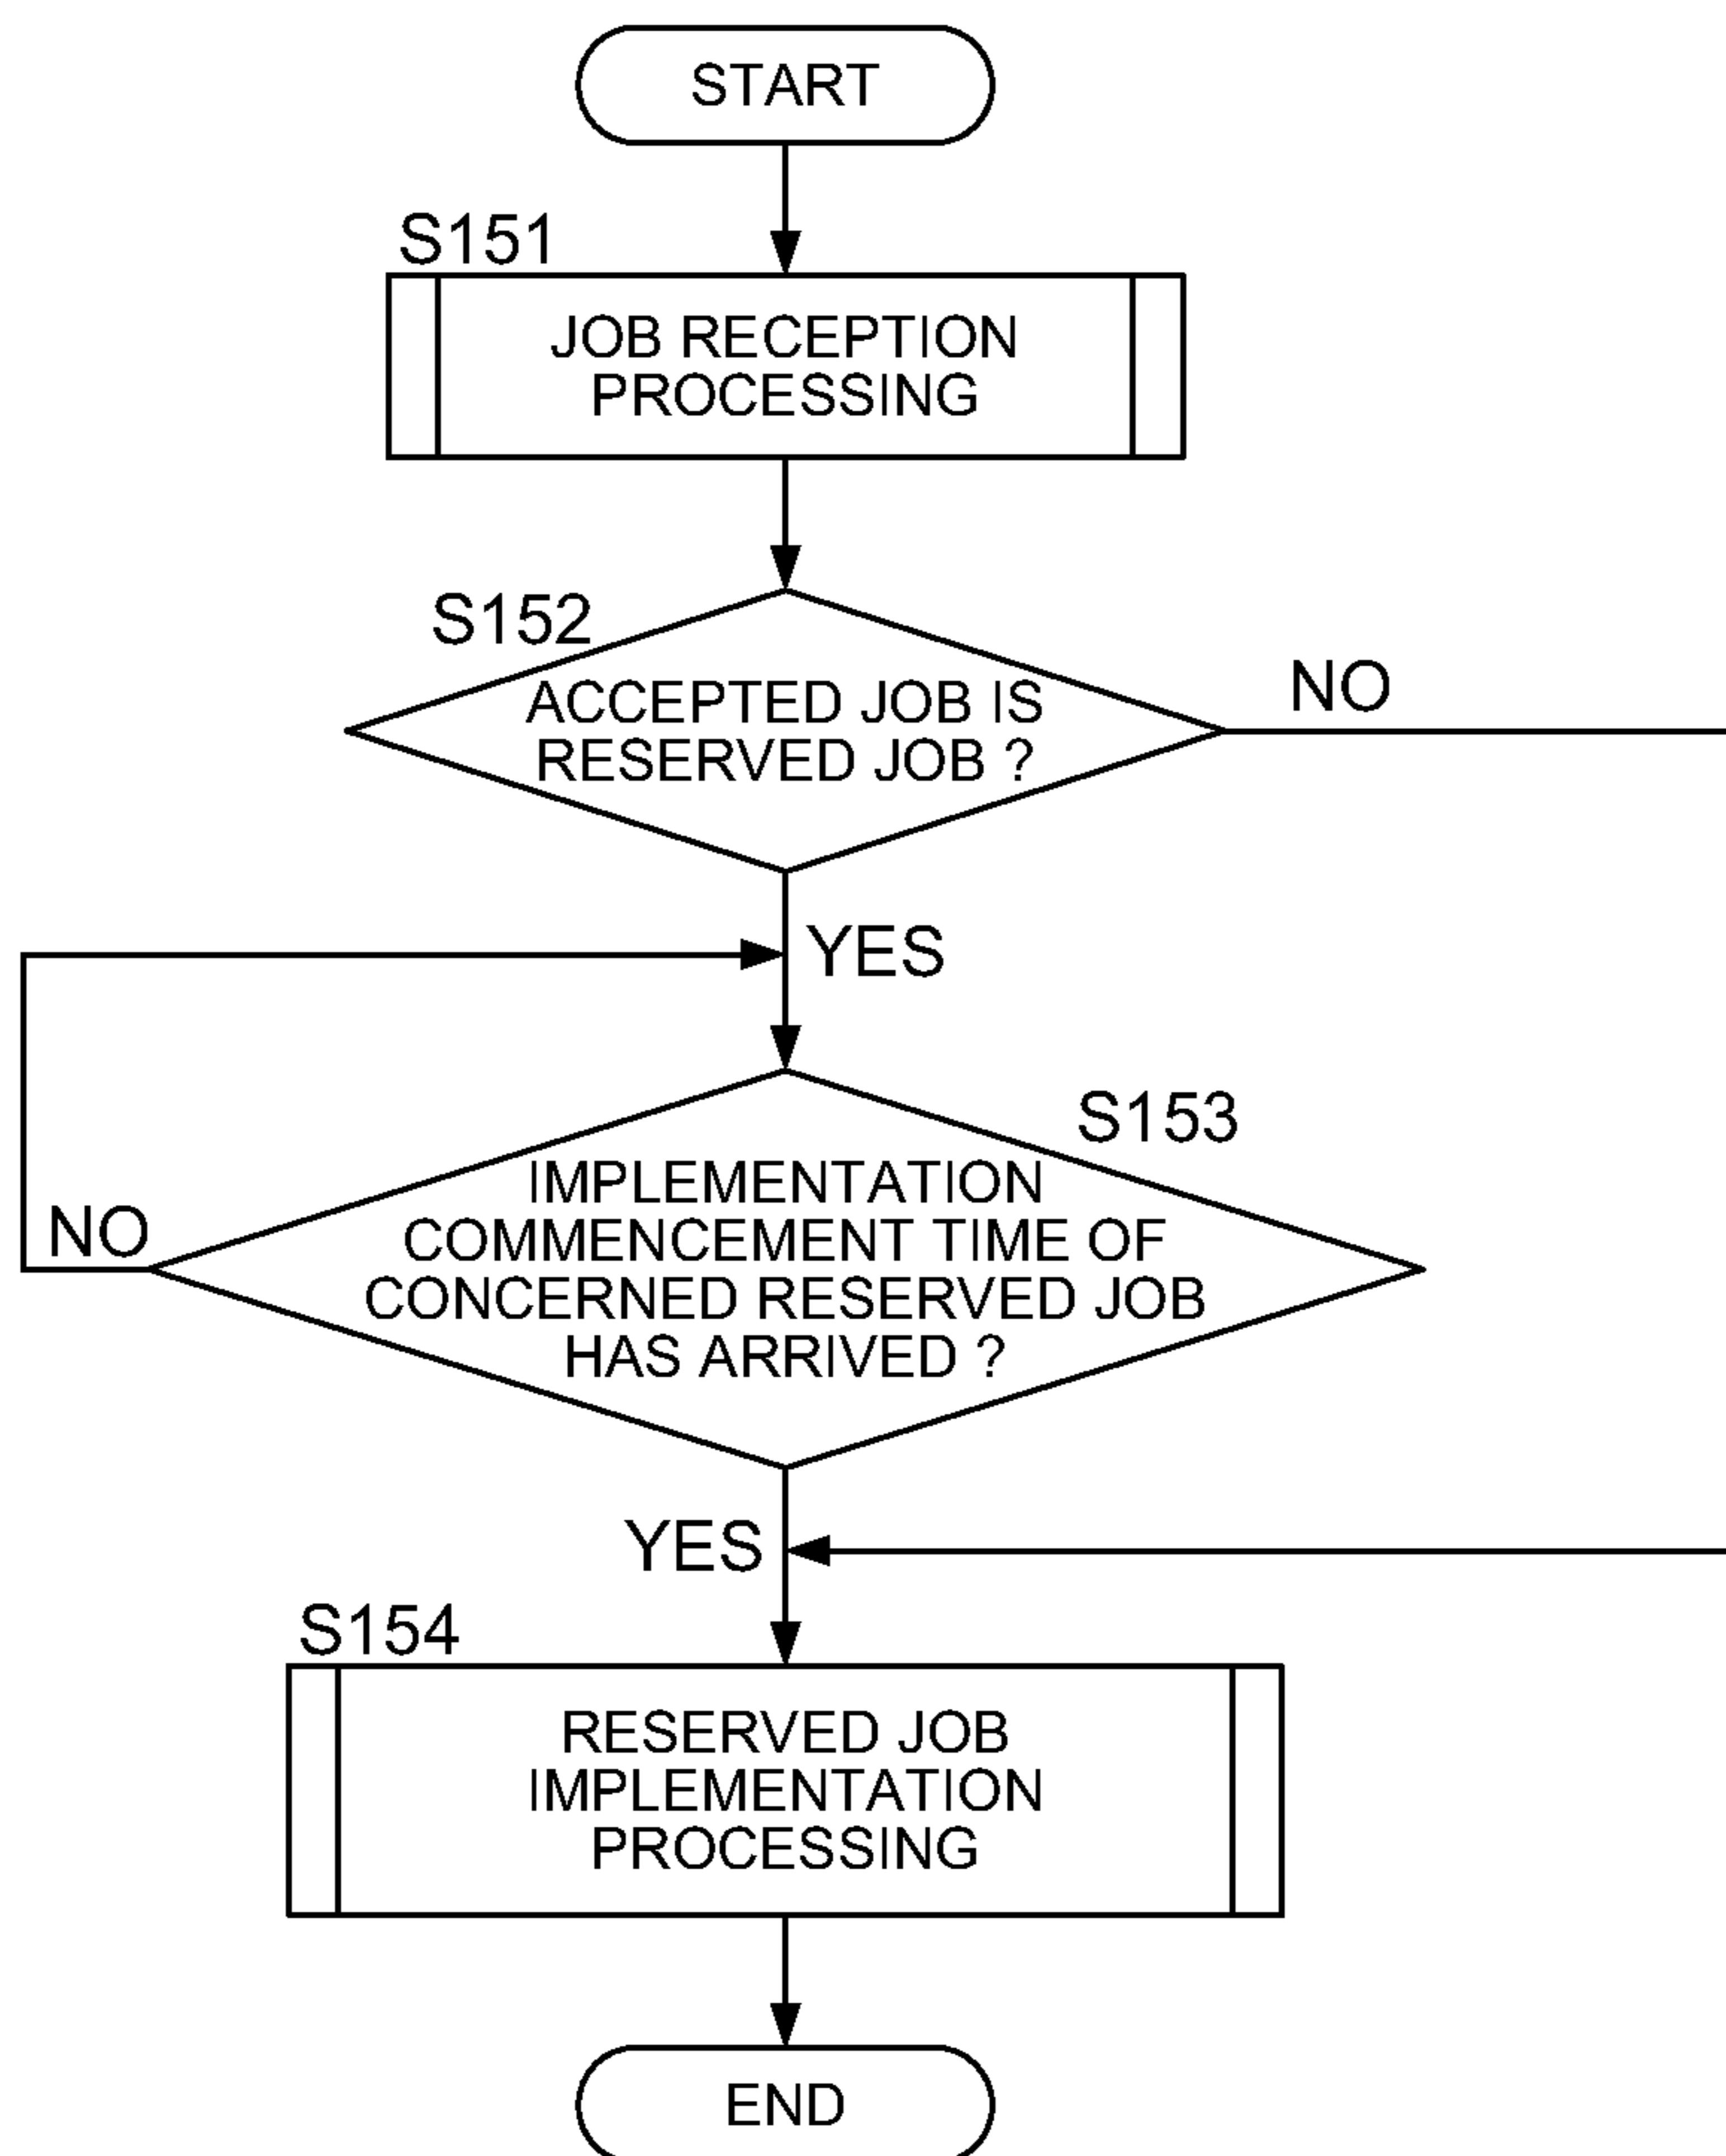 START
S151
JOB RECEPTION
PROCESSING
S152
ACCEPTED JOB IS
RESERVED JOB ?
NO
YES
S153
IMPLEMENTATION
COMMENCEMENT TIME OF
CONCERNED RESERVED JOB
HAS ARRIVED ?
NO
YES
S154
RESERVED JOB
IMPLEMENTATION
PROCESSING
END